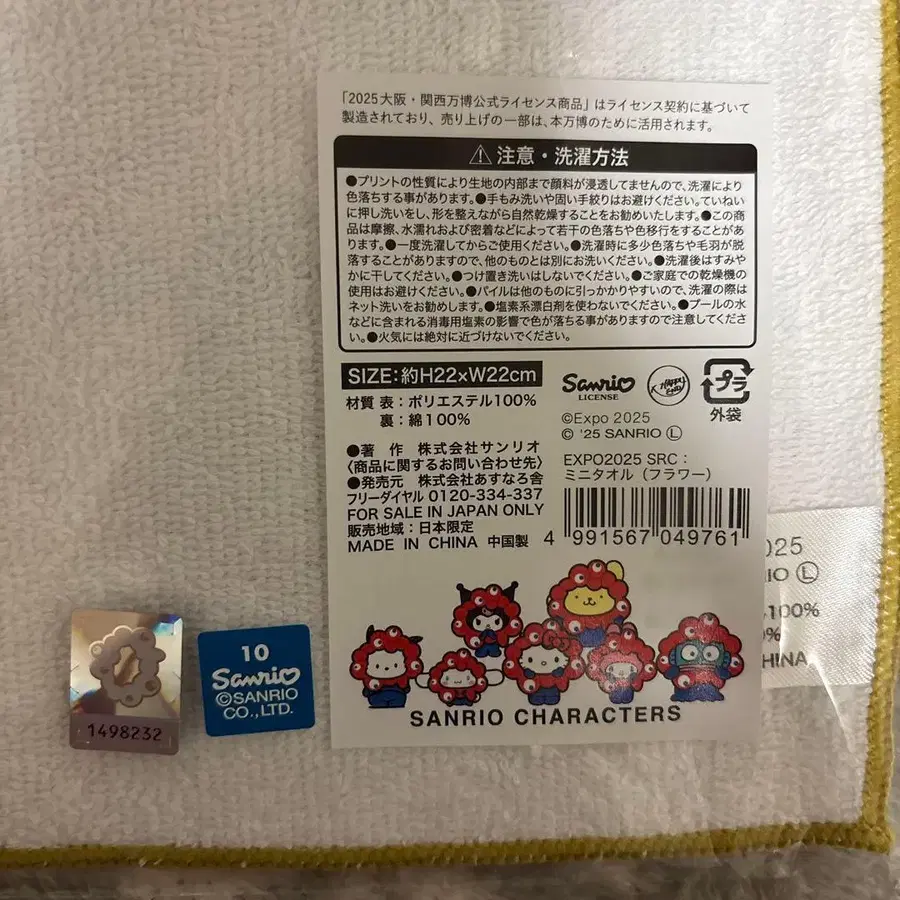 「2025大阪・関西万博公式ライセンス商品」はライセンス契約に基づいて
製造されており、売り上げの一部は、本万博のために活用されます。
⚠注意・洗濯方法
●プリントの性質により生地の内部まで顔料が浸透してませんので、洗濯により
色落ちする事があります。●手もみ洗いや固い手絞りはお避けください。ていねい
に押し洗いをし、形を整えながら自然乾燥することをお勧めいたします。●この商
品は摩擦、水濡れおよび密着などによって若干の色落ちや色移行をすることがあ
ります。●一度洗濯してからご使用ください。●洗濯時に多少色落ちや毛羽が脱
落することがありますので、他のものとは別にお洗いください。●洗濯後はすみや
かに干してください。●つけ置き洗いはしないでください。●ご家庭での乾燥機の
使用はお避けください。●パイルは他のものに引っかかりやすいので、洗濯の際は
ネット洗いをお勧めします。●塩素系漂白剤を使わないでください。●プールの水
などに含まれる消毒用塩素の影響で色が落ちる事がありますので注意してください。
●火気には絶対に近づけないでください。
SIZE:約H22×W22cm
材質 表:ポリエステル100%
裏:綿100%
●著 作 株式会社サンリオ
〈商品に関するお問い合わせ先〉
●発売元 株式会社あすなろ舎
フリーダイヤル 0120-334-337
FOR SALE IN JAPAN ONLY
販売地域:日本限定
MADE IN CHINA 中国製
Sanrio
LICENSE
プラ
外袋
©Expo 2025
© '25 SANRIO Ⓛ
EXPO2025 SRC:
ミニタオル(フラワー)
4 991567 049761
SANRIO CHARACTERS
1498232
10
Sanrio
©SANRIO
CO.,LTD.
025
IO Ⓛ
100%
%
HINA